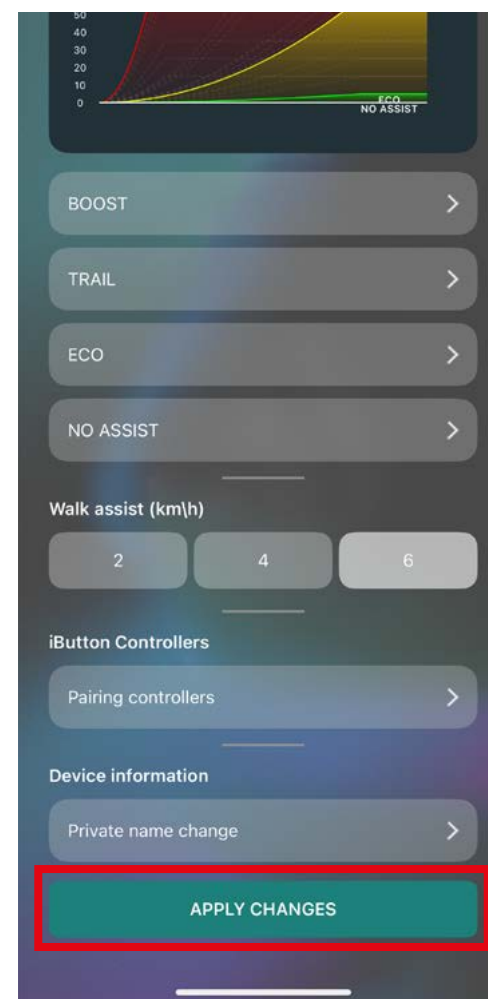 50
40
30
20
10
0
ECO
NO ASSIST
BOOST
TRAIL
ECO
NO ASSIST
Walk assist (km\h)
2 4 6
iButton Controllers
Pairing controllers
Device information
Private name change
APPLY CHANGES